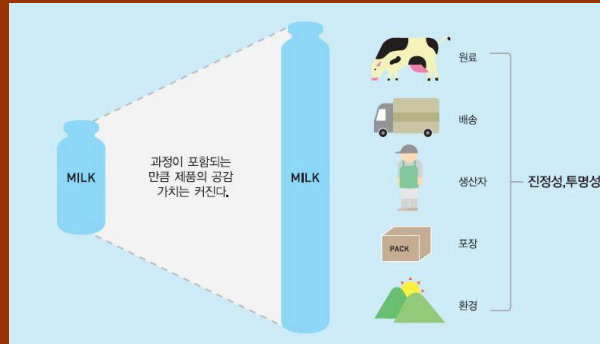 MILK
과정이 포함되는
만큼 제품의 공감
가치는 커진다.
MILK
원료
배송
생산자
PACK
포장
환경
진정성,투명성